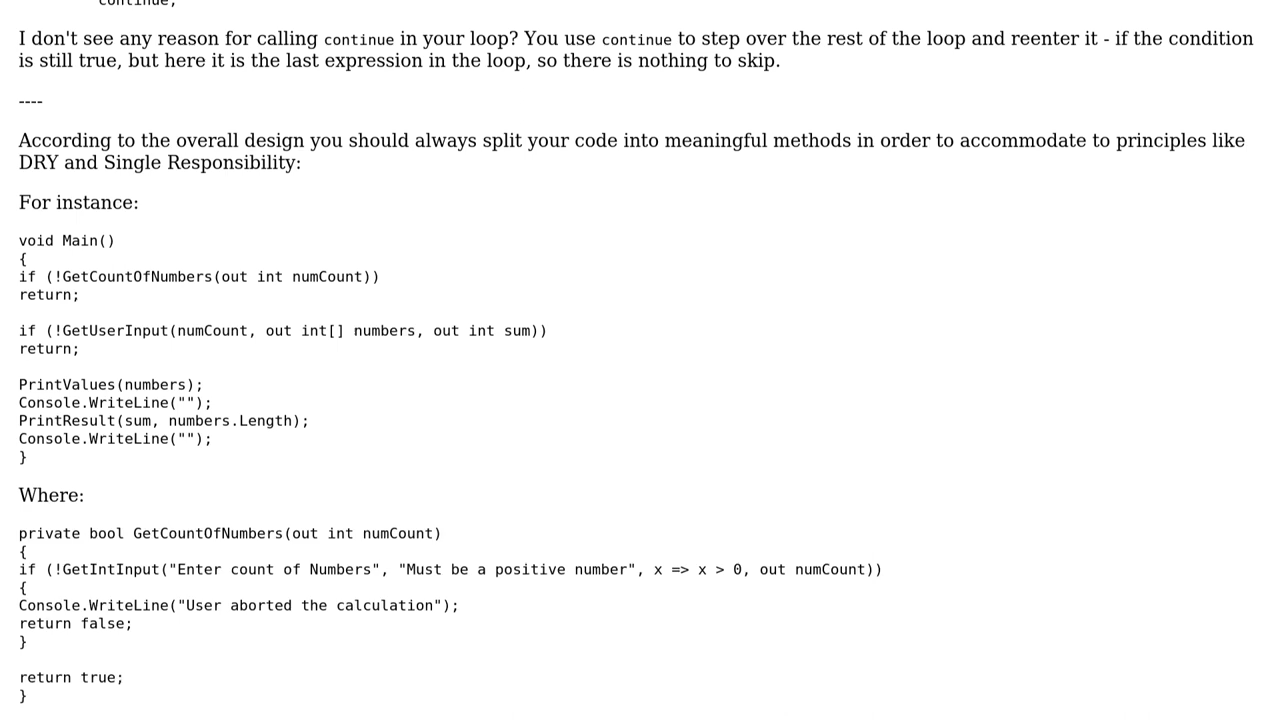 continue;
I don't see any reason for calling continue in your loop? You use continue to step over the rest of the loop and reenter it - if the condition
is still true, but here it is the last expression in the loop, so there is nothing to skip.
----
According to the overall design you should always split your code into meaningful methods in order to accommodate to principles like
DRY and Single Responsibility:
For instance:
void Main()
{
if (!GetCountOfNumbers(out int numCount))
return;
if (!GetUserInput(numCount, out int[] numbers, out int sum))
return;
PrintValues(numbers);
Console.WriteLine("");
PrintResult(sum, numbers.Length);
Console.WriteLine("");
}
Where:
private bool GetCountOfNumbers(out int numCount)
{
if (!GetIntInput("Enter count of Numbers", "Must be a positive number", x => x > 0, out numCount))
{
Console.WriteLine("User aborted the calculation");
return false;
}
return true;
}